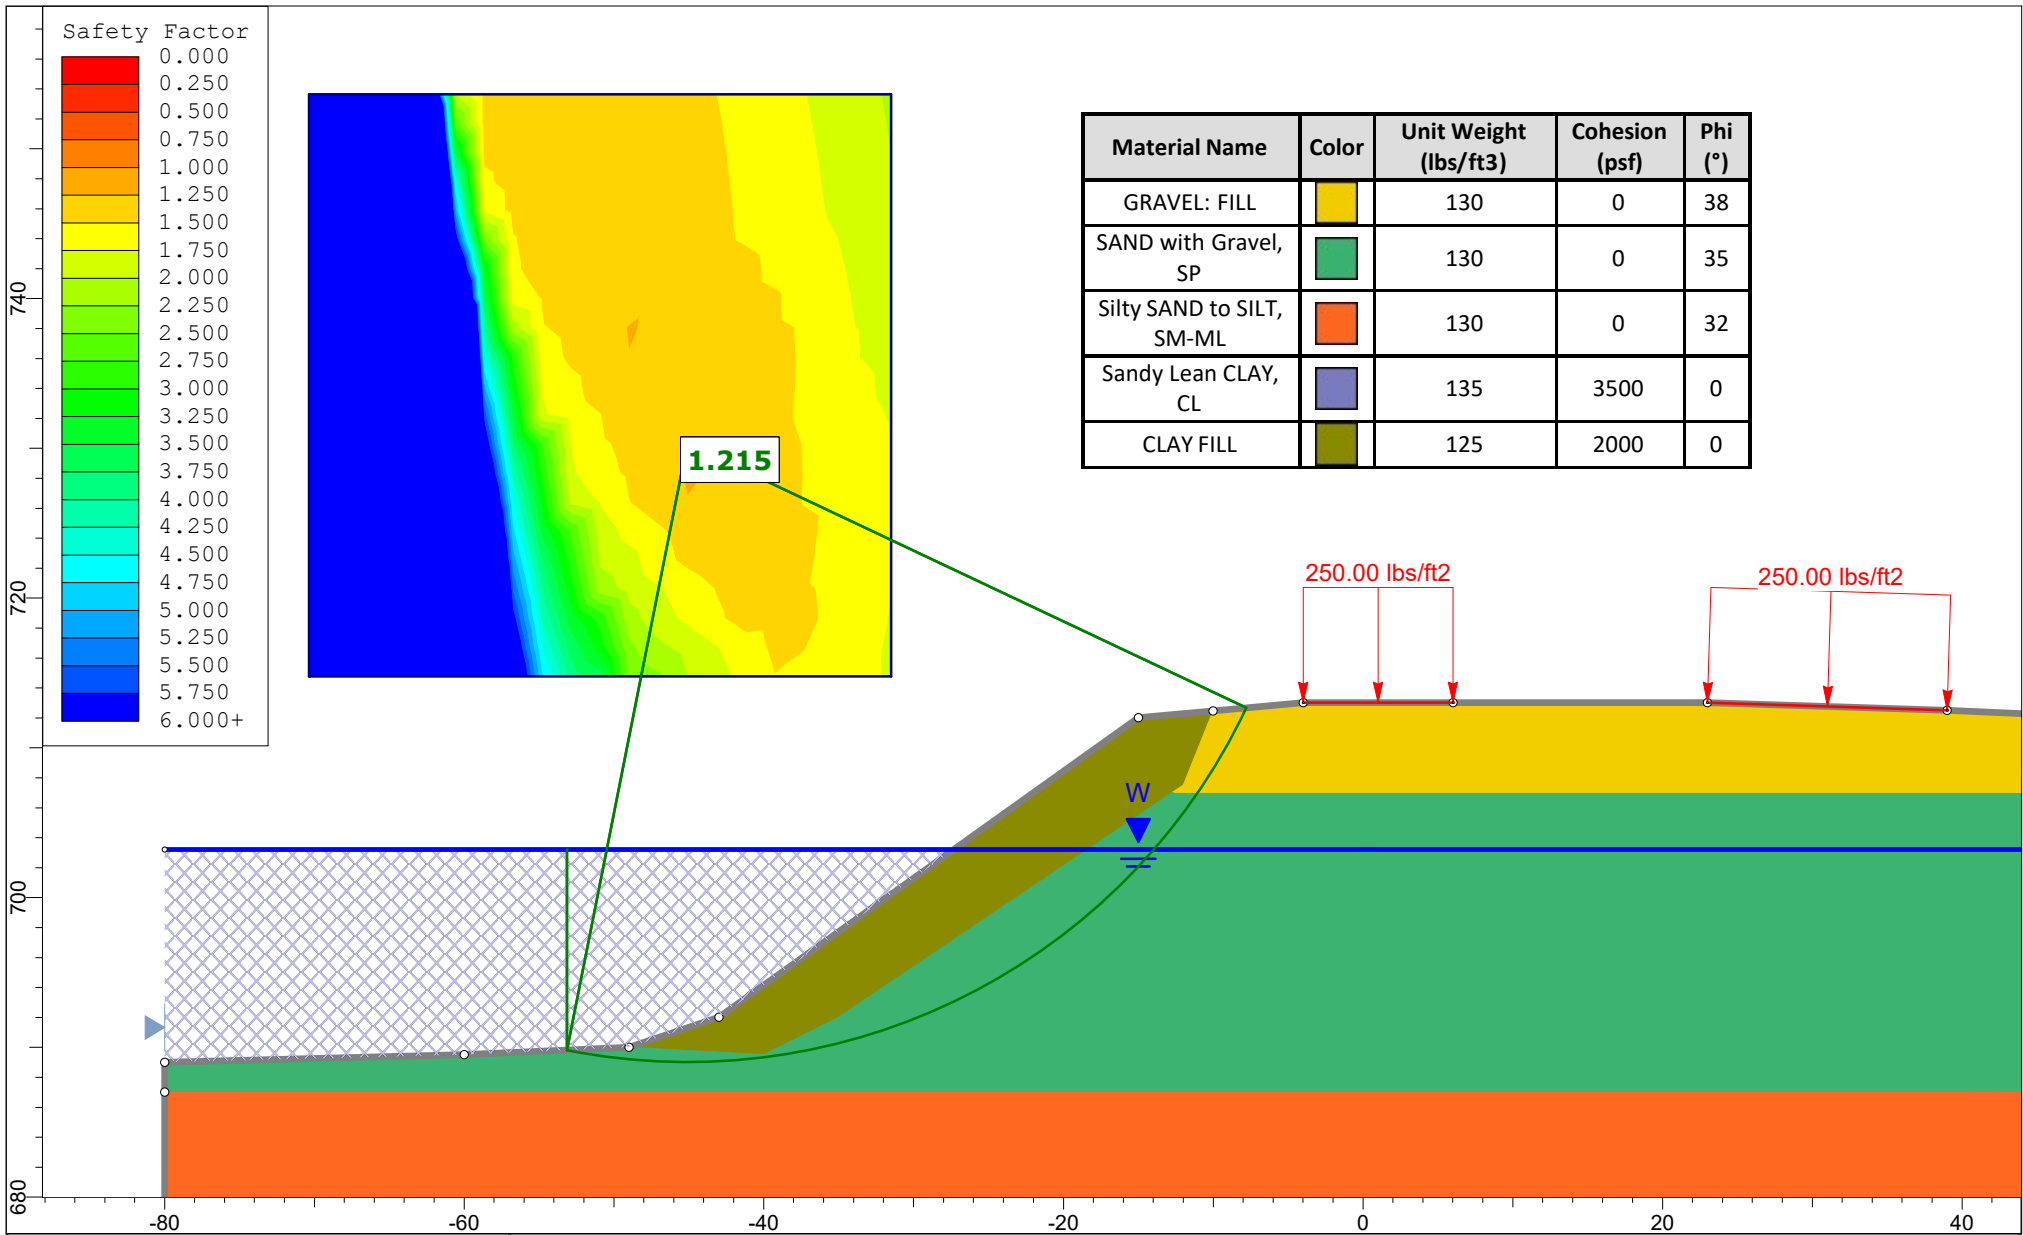 Safety Factor
0.000
0.250
0.500
0.750
1.000
1.250
1.500
1.750
2.000
2.250
2.500
2.750
3.000
3.250
3.500
3.750
4.000
4.250
4.500
4.750
5.000
5.250
5.500
5.750
6.000+
1.215
Material Name Color Unit Weight (lbs/ft3) Cohesion (psf) Phi (°)
GRAVEL: FILL 130 0 38
SAND with Gravel, SP 130 0 35
Silty SAND to SILT, SM-ML 130 0 32
Sandy Lean CLAY, CL 135 3500 0
CLAY FILL 125 2000 0
250.00 lbs/ft2
250.00 lbs/ft2
W
740
720
700
680
-80 -60 -40 -20 0 20 40